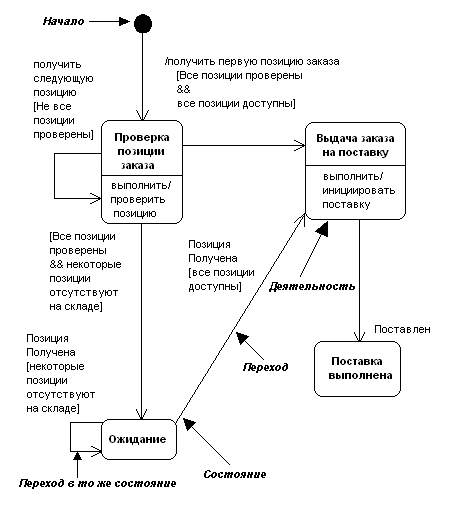 Начало
/получить первую позицию заказа
[Все позиции проверены
&&
все позиции доступны]
получить
следующую
позицию
[Не все
позиции
проверены]
Проверка
позиции
заказа
выполнить/
проверить
позицию
Выдача заказа
на поставку
выполнить/
инициировать
поставку
[Все позиции
проверены
&& некоторые
позиции
отсутствуют
на складе]
Позиция
Получена
[все позиции
доступны]
Деятельность
Поставлен
Поставка
выполнена
Позиция
Получена
[некоторые
позиции
отсутствуют
на складе]
Переход
Ожидание
Состояние
Переход в то же состояние